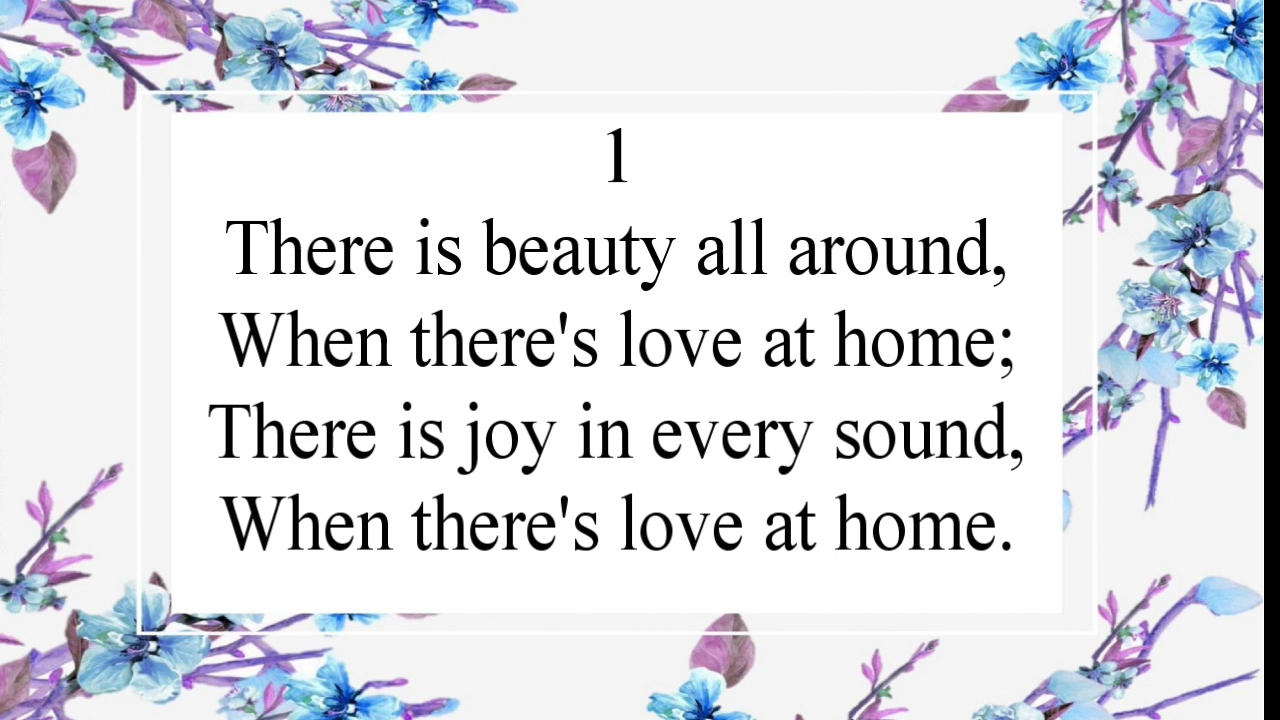 1
There is beauty all around,
When there's love at home;
There is joy in every sound,
When there's love at home.